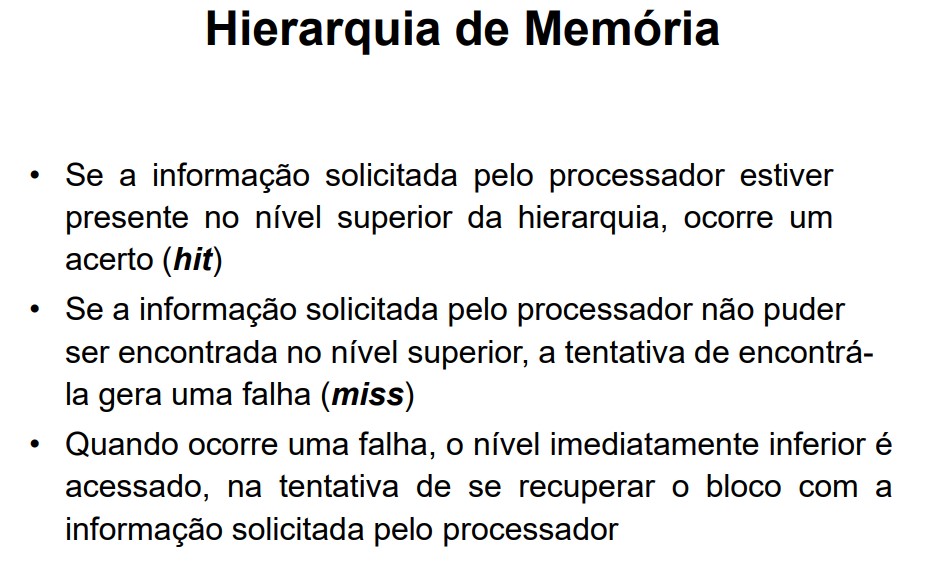 Hierarquia de Memória
• Se a informação solicitada pelo processador estiver
presente no nível superior da hierarquia, ocorre um
acerto (hit)
• Se a informação solicitada pelo processador não puder
ser encontrada no nível superior, a tentativa de encontrá-
la gera uma falha (miss)
• Quando ocorre uma falha, o nível imediatamente inferior é
acessado, na tentativa de se recuperar o bloco com a
informação solicitada pelo processador